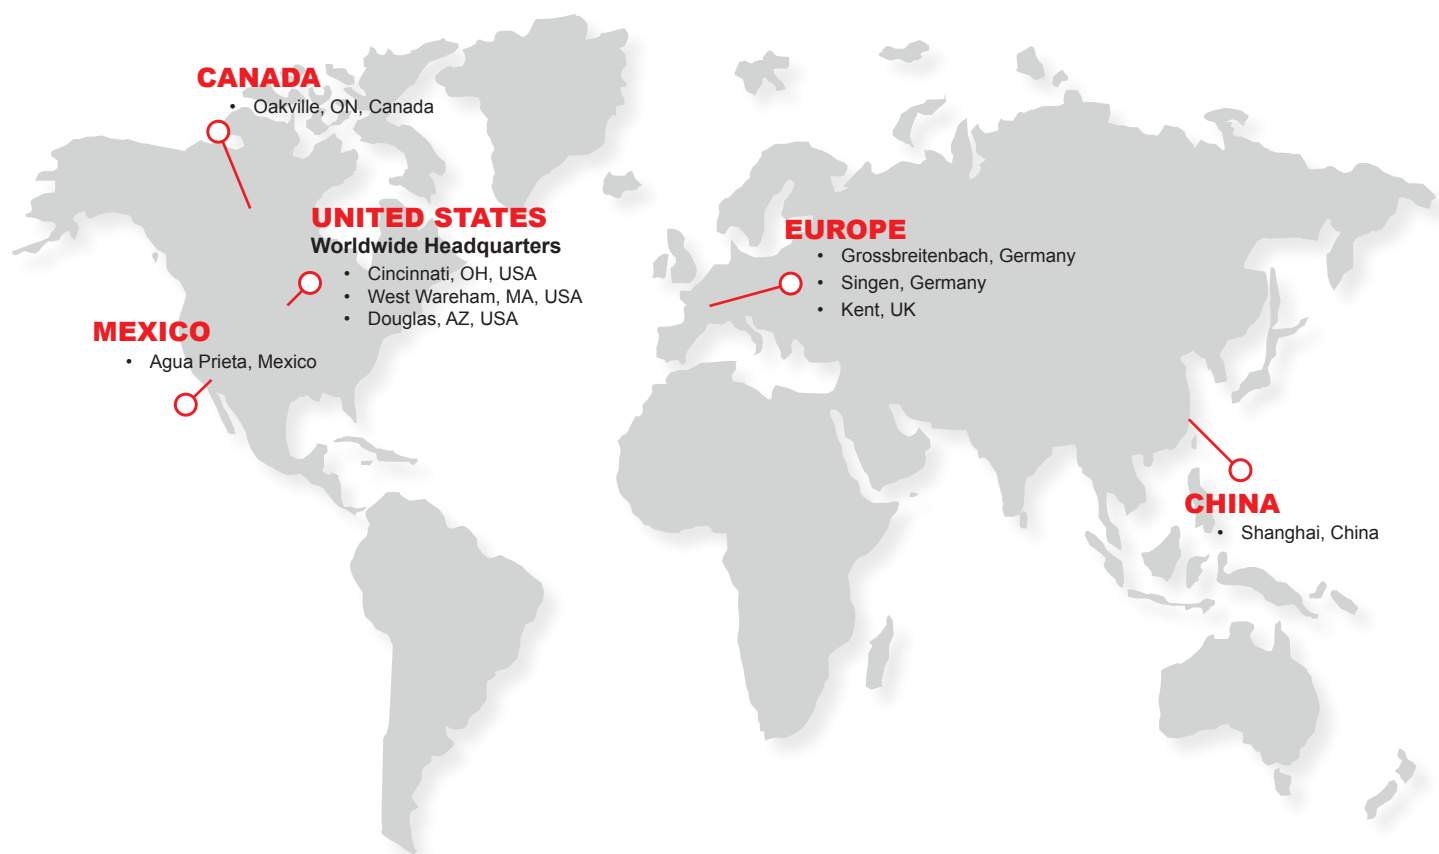 CANADA
• Oakville, ON, Canada
UNITED STATES
Worldwide Headquarters
• Cincinnati, OH, USA
• West Wareham, MA, USA
• Douglas, AZ, USA
MEXICO
• Agua Prieta, Mexico
EUROPE
• Grossbreitenbach, Germany
• Singen, Germany
• Kent, UK
CHINA
• Shanghai, China